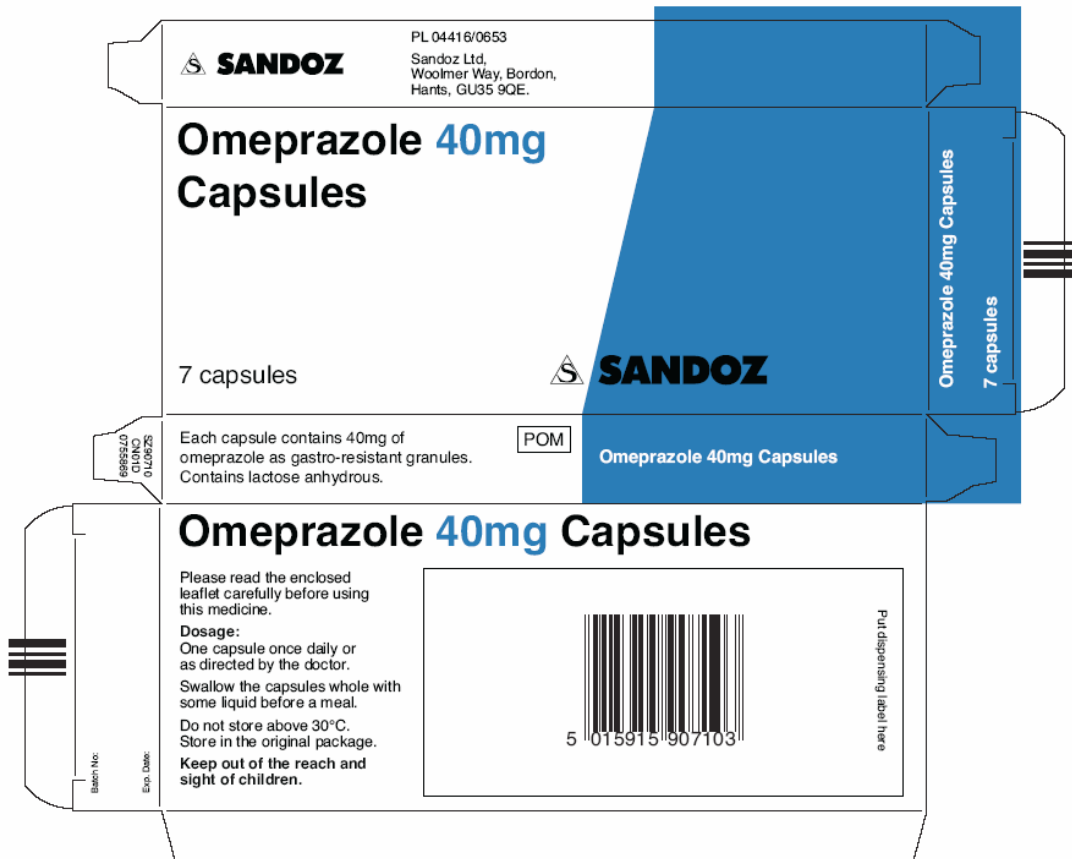 SANDOZ
PL 04416/0653
Sandoz Ltd,
Woolmer Way, Bordon,
Hants, GU35 9QE.
Omeprazole 40mg
Capsules
7 capsules
SANDOZ
Omeprazole 40mg Capsules
7 capsules
SZ90710
CN01D
0755869
Each capsule contains 40mg of
omeprazole as gastro-resistant granules.
Contains lactose anhydrous.
POM
Omeprazole 40mg Capsules
Omeprazole 40mg Capsules
Please read the enclosed
leaflet carefully before using
this medicine.
Dosage:
One capsule once daily or
as directed by the doctor.
Swallow the capsules whole with
some liquid before a meal.
Do not store above 30°C.
Store in the original package.
Keep out of the reach and
sight of children.
5 015915 907103
Put dispensing label here
Batch No:
Exp. Date: